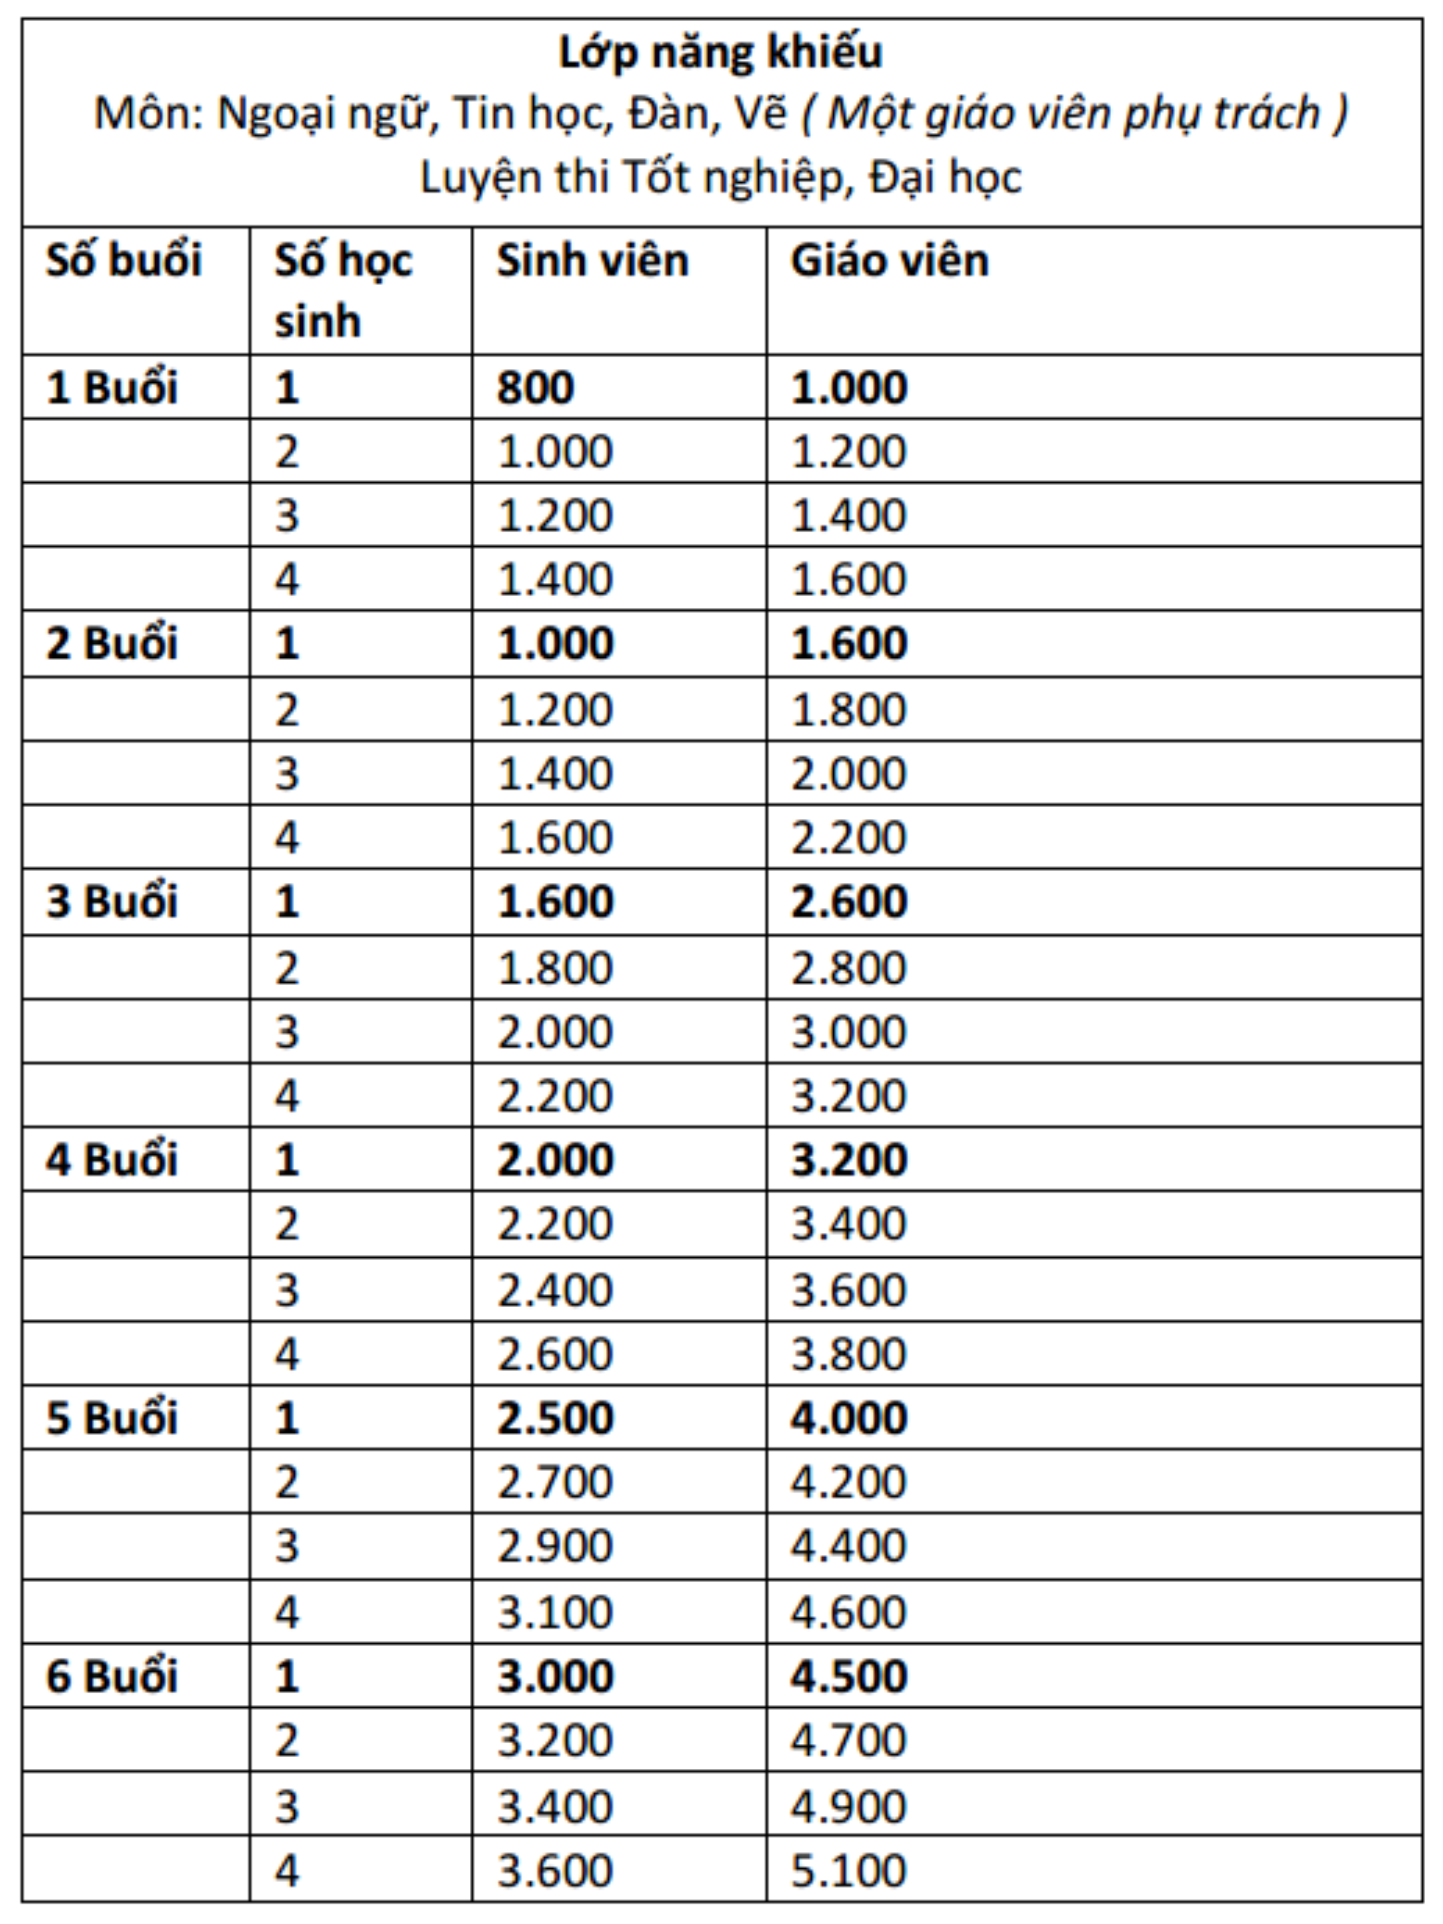 Lớp năng khiếu
Môn: Ngoại ngữ, Tin học, Đàn, Vẽ ( Một giáo viên phụ trách )
Luyện thi Tốt nghiệp, Đại học
Số buổi Số học sinh Sinh viên Giáo viên
1 Buổi 1 800 1.000
2 1.000 1.200
3 1.200 1.400
4 1.400 1.600
2 Buổi 1 1.000 1.600
2 1.200 1.800
3 1.400 2.000
4 1.600 2.200
3 Buổi 1 1.600 2.600
2 1.800 2.800
3 2.000 3.000
4 2.200 3.200
4 Buổi 1 2.000 3.200
2 2.200 3.400
3 2.400 3.600
4 2.600 3.800
5 Buổi 1 2.500 4.000
2 2.700 4.200
3 2.900 4.400
4 3.100 4.600
6 Buổi 1 3.000 4.500
2 3.200 4.700
3 3.400 4.900
4 3.600 5.100